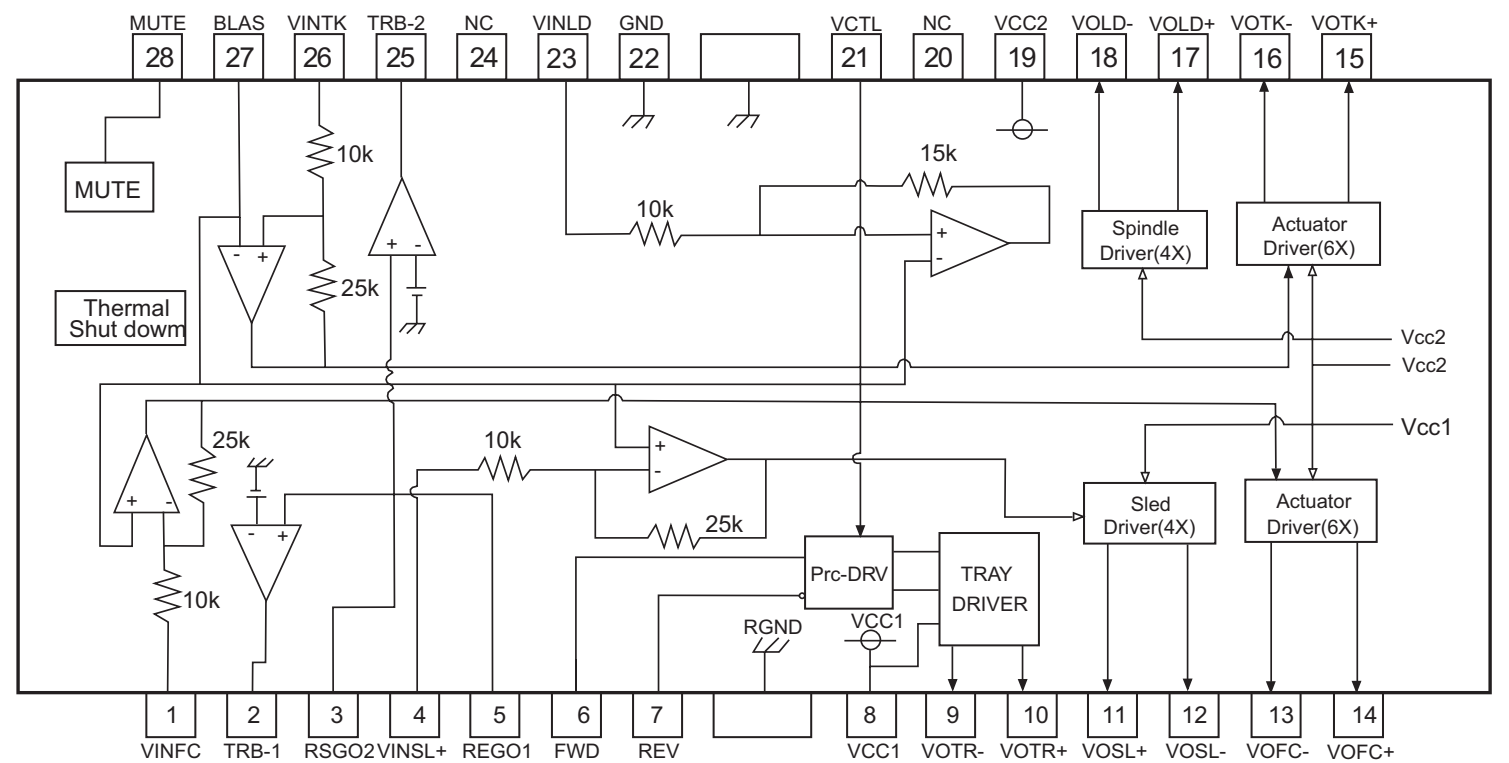 MUTE BLAS VINTK TRB-2 NC VINLD GND VCTL NC VCC2 VOLD- VOLD+ VOTK- VOTK+
28 27 26 25 24 23 22 21 20 19 18 17 16 15
MUTE
10k
25k
+ -
- +
10k
15k
+
-
Spindle
Driver(4X)
Actuator
Driver(6X)
Thermal
Shut dowm
Vcc2
Vcc2
Vcc1
25k
+ -
10k
- +
10k
+
-
25k
Sled
Driver(4X)
Actuator
Driver(6X)
Prc-DRV
TRAY
DRIVER
RGND
VCC1
1 2 3 4 5 6 7 8 9 10 11 12 13 14
VINFC TRB-1 RSGO2 VINSL+ REGO1 FWD REV VCC1 VOTR- VOTR+ VOSL+ VOSL- VOFC- VOFC+